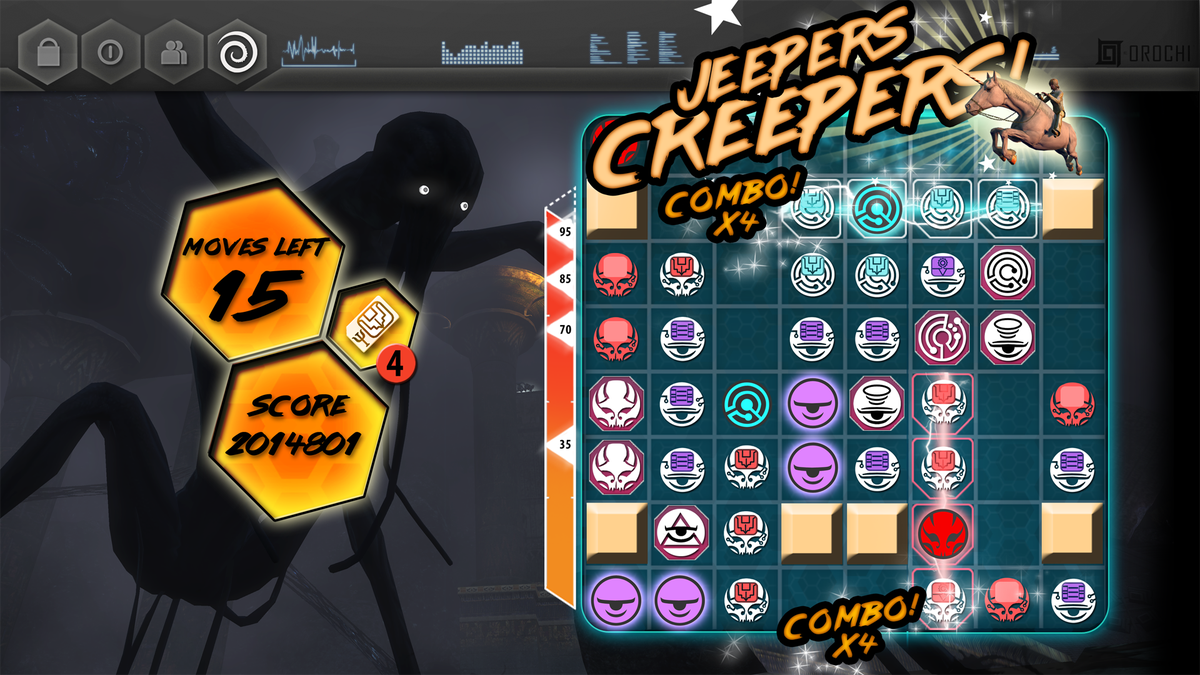 OROCHI
JEEPERS
CREEPERS!
COMBO!
X4
MOVES LEFT
15
4
SCORE
2014801
95
85
70
35
COMBO!
X4